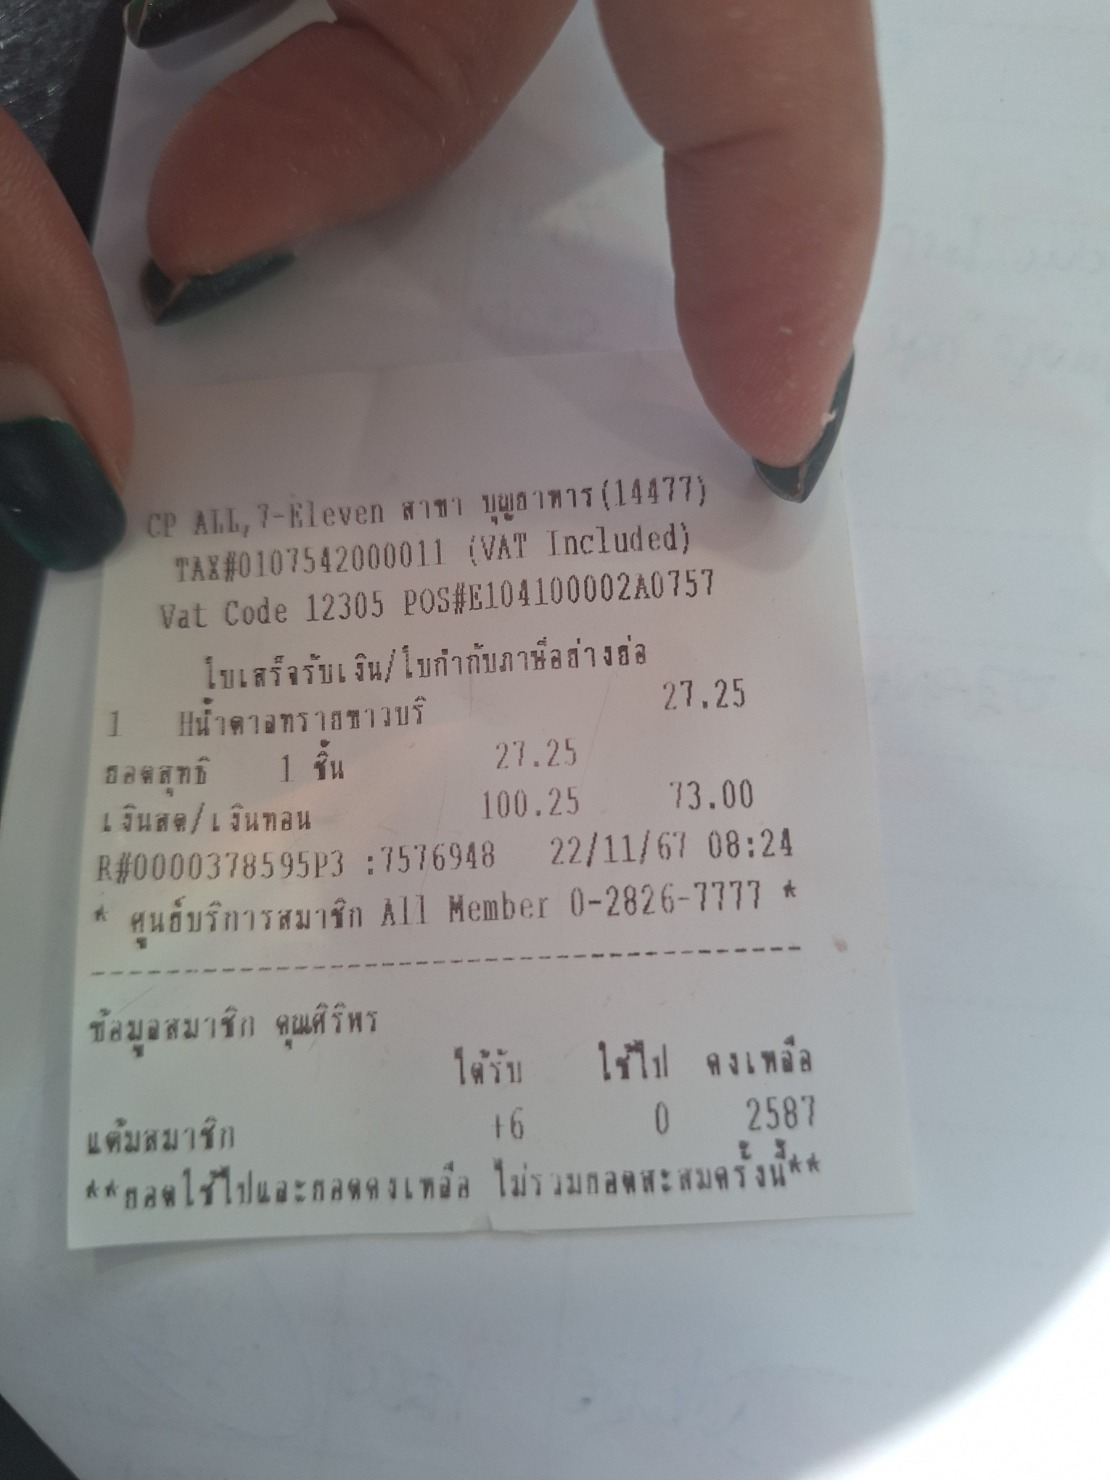 CP ALL,7-Eleven สาขา บุญธาหาร(14477)
TAX#0107542000011 (VAT Included)
Vat Code 12305 POS#E104100002A0757
ใบเสร็จรับเงิน/ใบกำกับภาษีอย่างย่อ
1 Hน้ำตาลทรายขาวบริ 27.25
ยอดสุทธิ 1 ชิ้น 27.25
เงินสด/เงินทอน 100.25 73.00
R#0000378595P3 :7576948 22/11/67 08:24
* ศูนย์บริการสมาชิก All Member 0-2826-7777 *
ข้อมูลสมาชิก คุณศิริพร
ได้รับ ใช้ไป คงเหลือ
แต้มสมาชิก +6 0 2587
**ยอดใช้ไปและยอดคงเหลือ ไม่รวมยอดสะสมครั้งนี้**